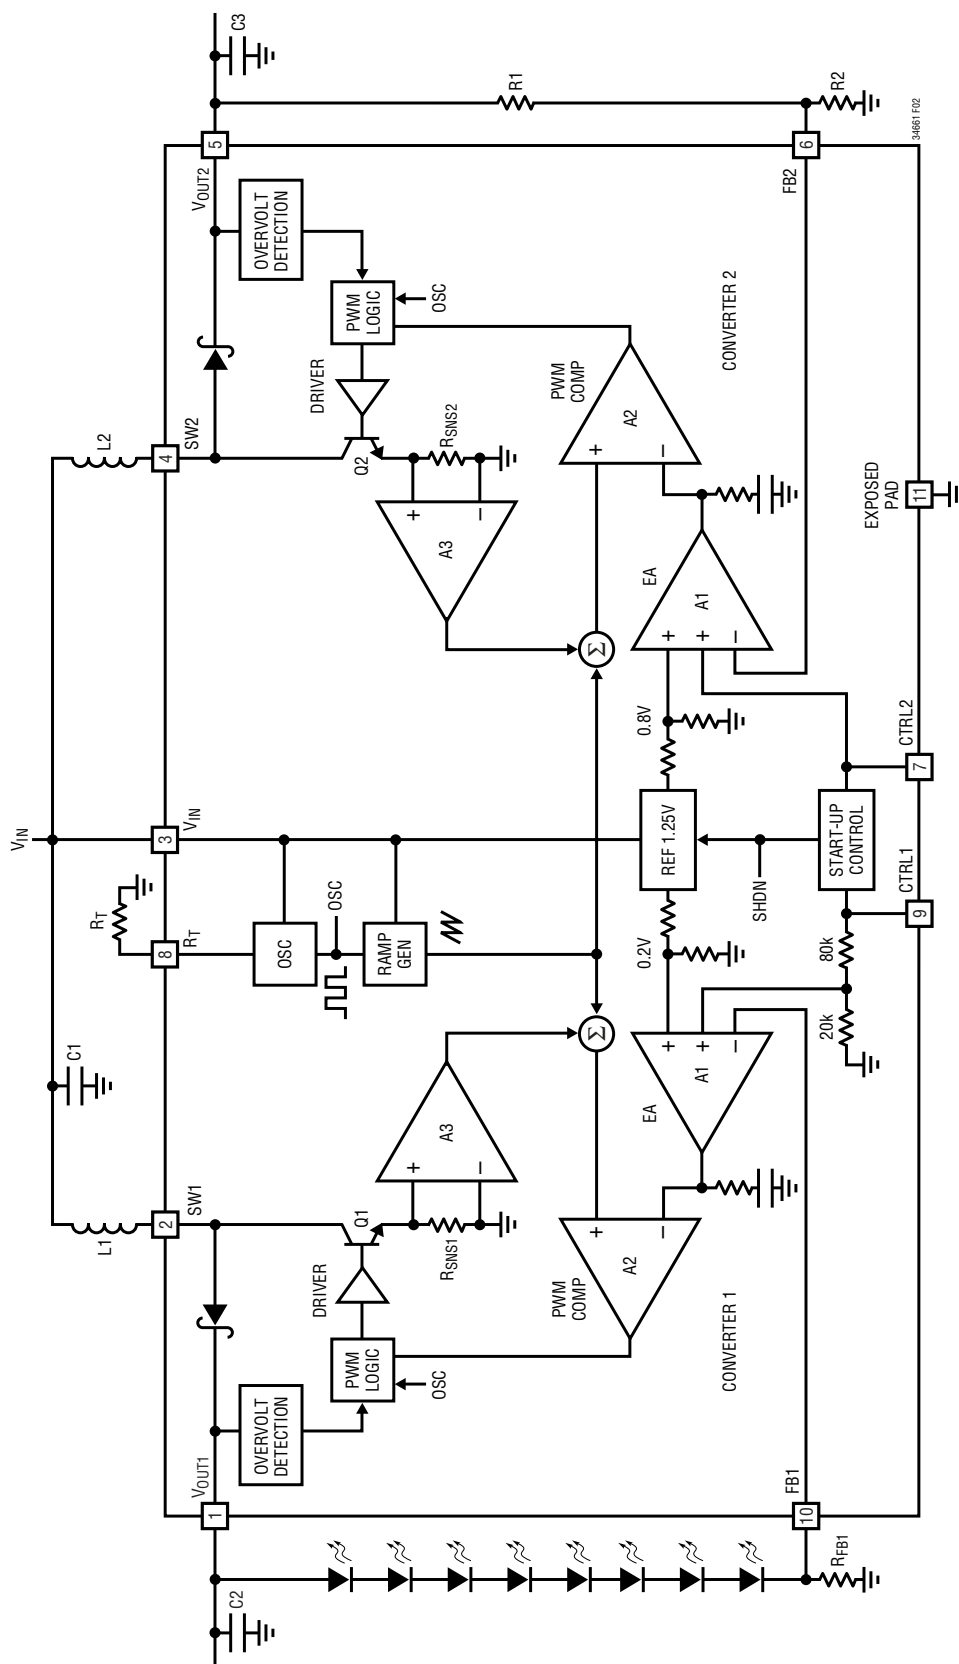 VIN
L1
C1
RT
L2
2
8
3
4
SW1
RT
VIN
SW2
C2
1
VOUT1
OVERVOLT
DETECTION
PWM
LOGIC
OSC
DRIVER
Q1
RSNS1
+
−
A3
OSC
OSC
RAMP
GEN
OVERVOLT
DETECTION
VOUT2
5
C3
PWM
LOGIC
OSC
DRIVER
Q2
RSNS2
+
−
A3
R1
Σ
Σ
PWM
COMP
A2
+
−
PWM
COMP
A2
+
−
EA
A1
+
+
−
0.2V
REF 1.25V
0.8V
EA
A1
+
+
−
CONVERTER 1
SHDN
CONVERTER 2
RFB1
10
FB1
20k
80k
START-UP
CONTROL
FB2
6
R2
9
CTRL1
7
CTRL2
EXPOSED
PAD
11
34661 F02